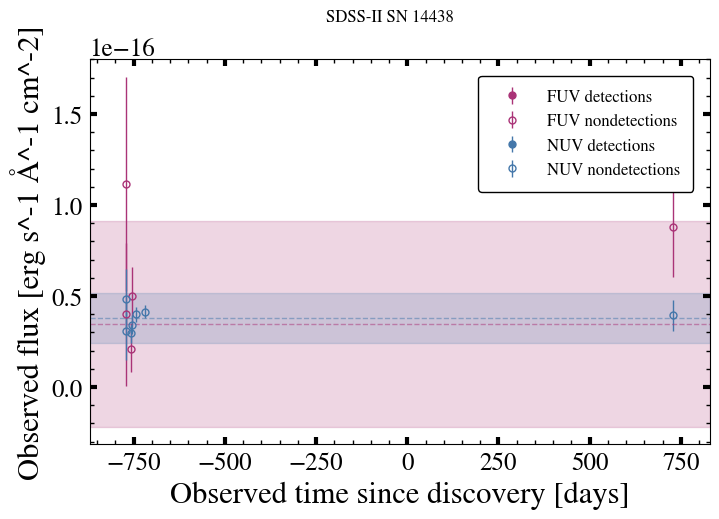 SDSS-II SN 14438
1e−16
Observed flux [erg s^-1 Å^-1 cm^-2]
1.5
1.0
0.5
0.0
FUV detections
FUV nondetections
NUV detections
NUV nondetections
−750 −500 −250 0 250 500 750
Observed time since discovery [days]